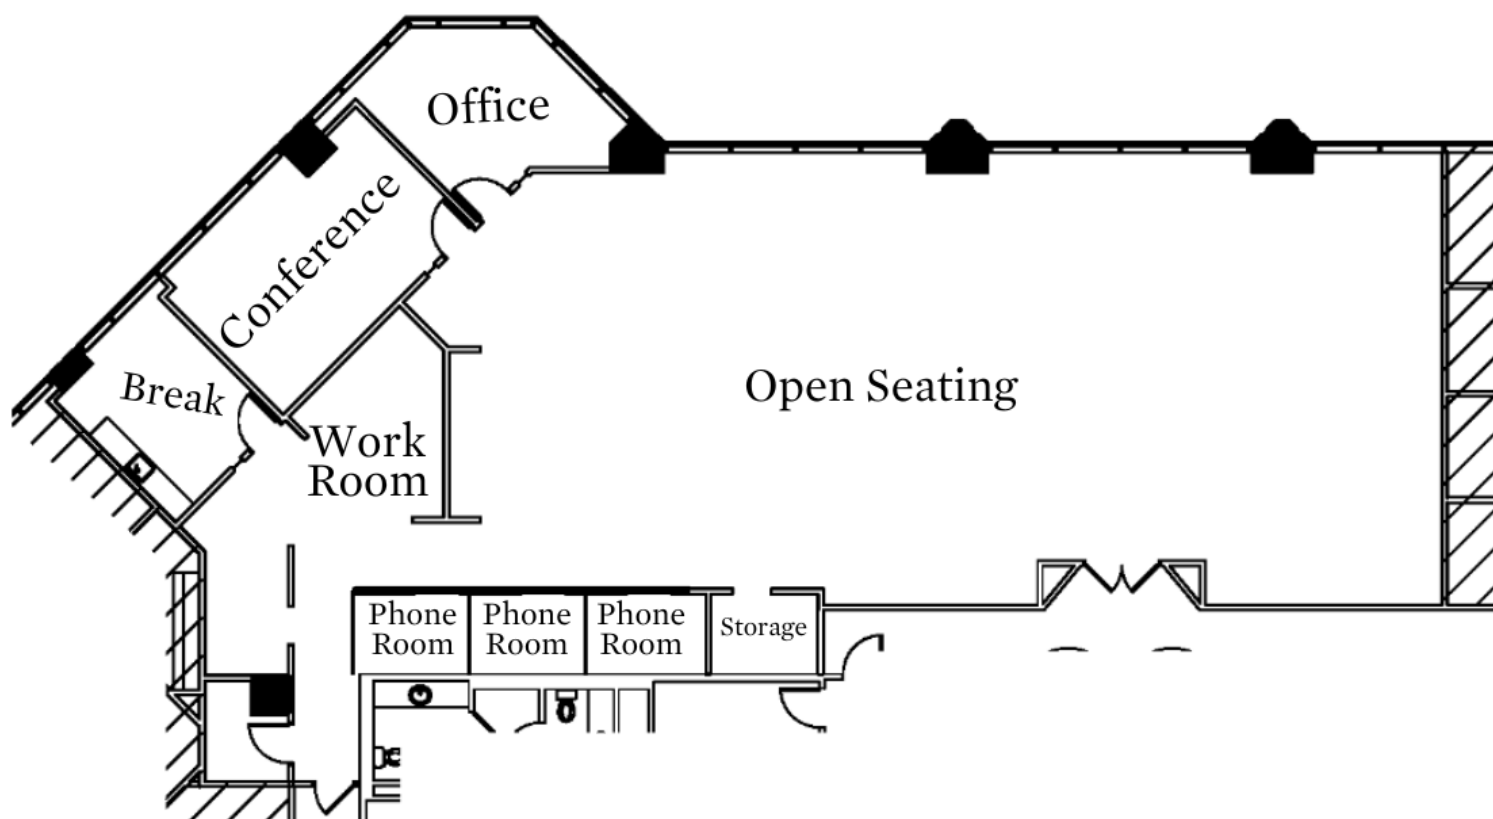 Office
Conference
Break
Work
Room
Open Seating
Phone
Room
Phone
Room
Phone
Room
Storage